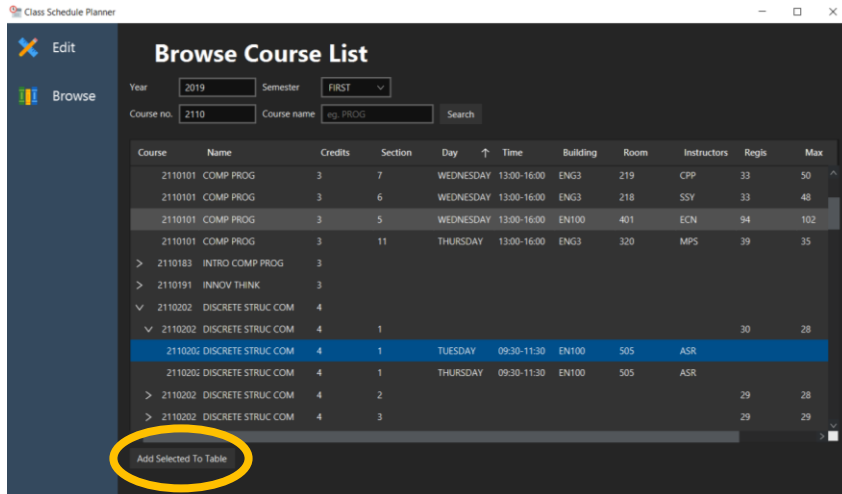 Class Schedule Planner
Edit
Browse
Browse Course List
Year 2019 Semester FIRST
Course no. 2110 Course name eg. PROG Search
Course Name Credits Section Day Time Building Room Instructors Regis Max
2110101 COMP PROG 3 7 WEDNESDAY 13:00-16:00 ENG3 219 CPP 33 50
2110101 COMP PROG 3 6 WEDNESDAY 13:00-16:00 ENG3 218 SSY 33 48
2110101 COMP PROG 3 5 WEDNESDAY 13:00-16:00 EN100 401 ECN 94 102
2110101 COMP PROG 3 11 THURSDAY 13:00-16:00 ENG3 320 MPS 39 35
2110183 INTRO COMP PROG 3
2110191 INNOV THINK 3
2110202 DISCRETE STRUC COM 4
2110202 DISCRETE STRUC COM 4 1 30 28
2110202 DISCRETE STRUC COM 4 1 TUESDAY 09:30-11:30 EN100 505 ASR
2110202 DISCRETE STRUC COM 4 1 THURSDAY 09:30-11:30 EN100 505 ASR
2110202 DISCRETE STRUC COM 4 2 29 28
2110202 DISCRETE STRUC COM 4 3 29 29
Add Selected To Table